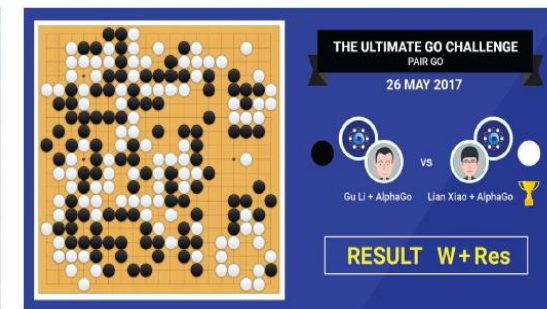 THE ULTIMATE GO CHALLENGE
PAIR GO
26 MAY 2017
VS
Gu Li + AlphaGo
Lian Xiao + AlphaGo
RESULT W+Res